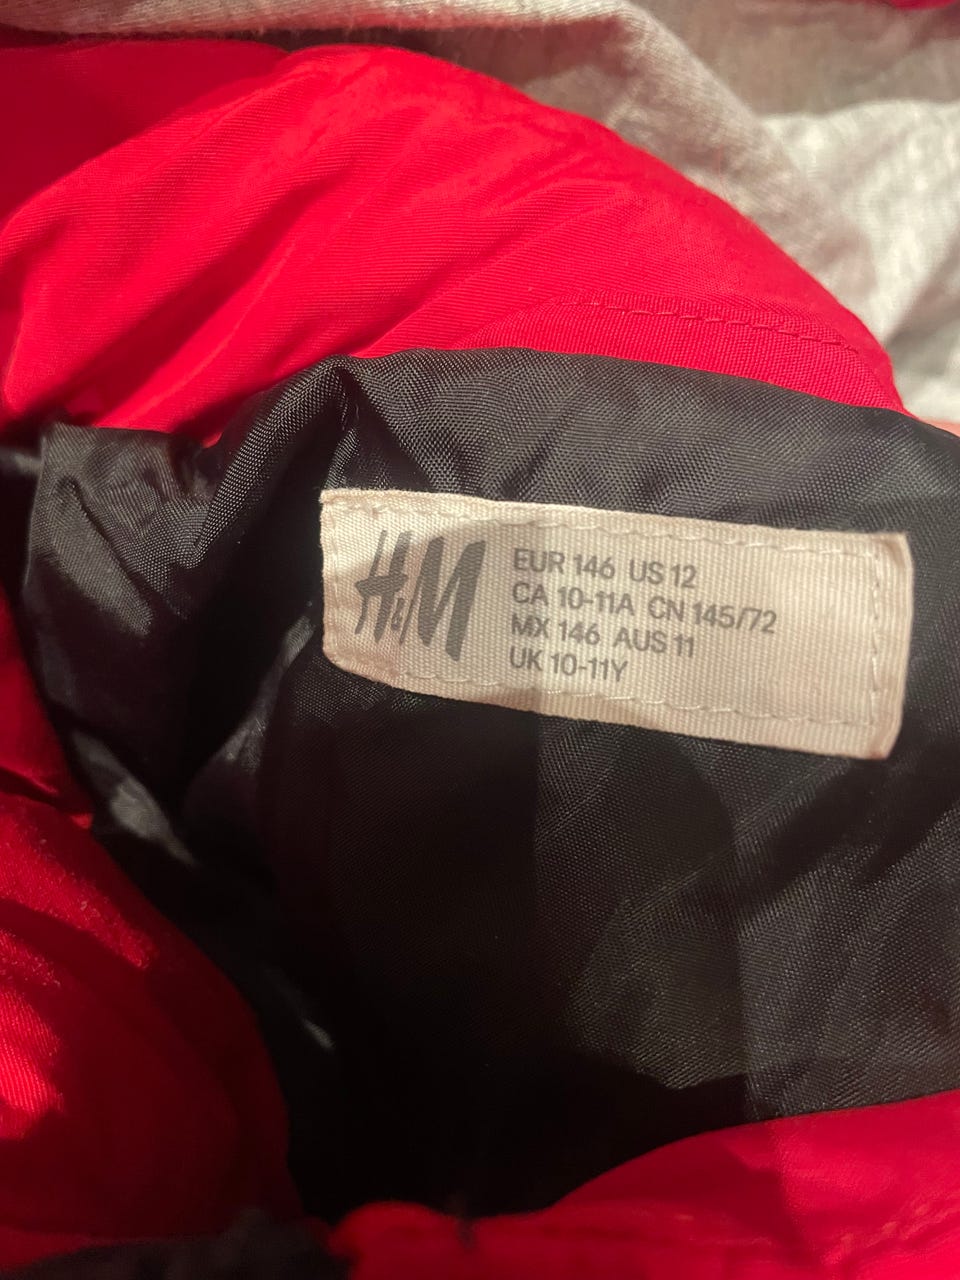 H&M
EUR 146 US 12
CA 10-11A CN 145/72
MX 146 AUS 11
UK 10-11Y